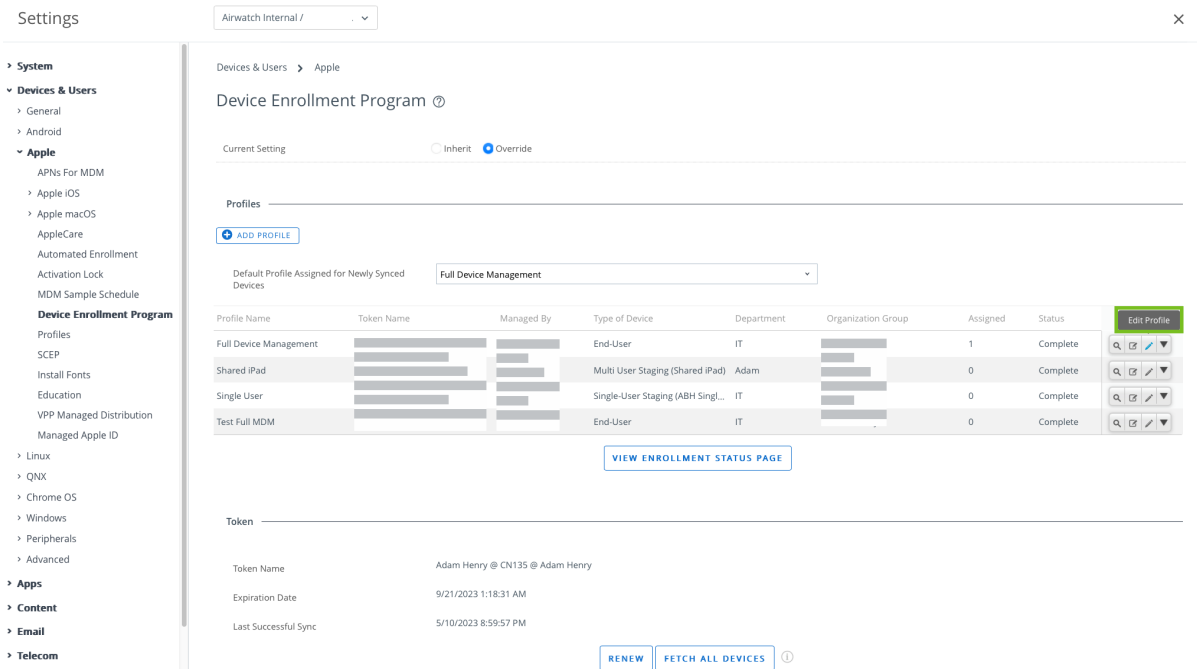 Settings
Airwatch Internal /
System
Devices & Users
General
Android
Apple
APNs For MDM
Apple iOS
Apple macOS
AppleCare
Automated Enrollment
Activation Lock
MDM Sample Schedule
Device Enrollment Program
Profiles
SCEP
Install Fonts
Education
VPP Managed Distribution
Managed Apple ID
Linux
QNX
Chrome OS
Windows
Peripherals
Advanced
Apps
Content
Email
Telecom
Devices & Users > Apple
Device Enrollment Program
Current Setting Inherit Override
Profiles
ADD PROFILE
Default Profile Assigned for Newly Synced
Devices
Full Device Management
Edit Profile
Profile Name Token Name Managed By Type of Device Department Organization Group Assigned Status
Full Device Management End-User IT 1 Complete
Shared iPad Multi User Staging (Shared iPad) Adam 0 Complete
Single User Single-User Staging (ABH Singl... IT 0 Complete
Test Full MDM End-User IT 0 Complete
VIEW ENROLLMENT STATUS PAGE
Token
Token Name Adam Henry @ CN135 @ Adam Henry
Expiration Date 9/21/2023 1:18:31 AM
Last Successful Sync 5/10/2023 8:59:57 PM
RENEW FETCH ALL DEVICES